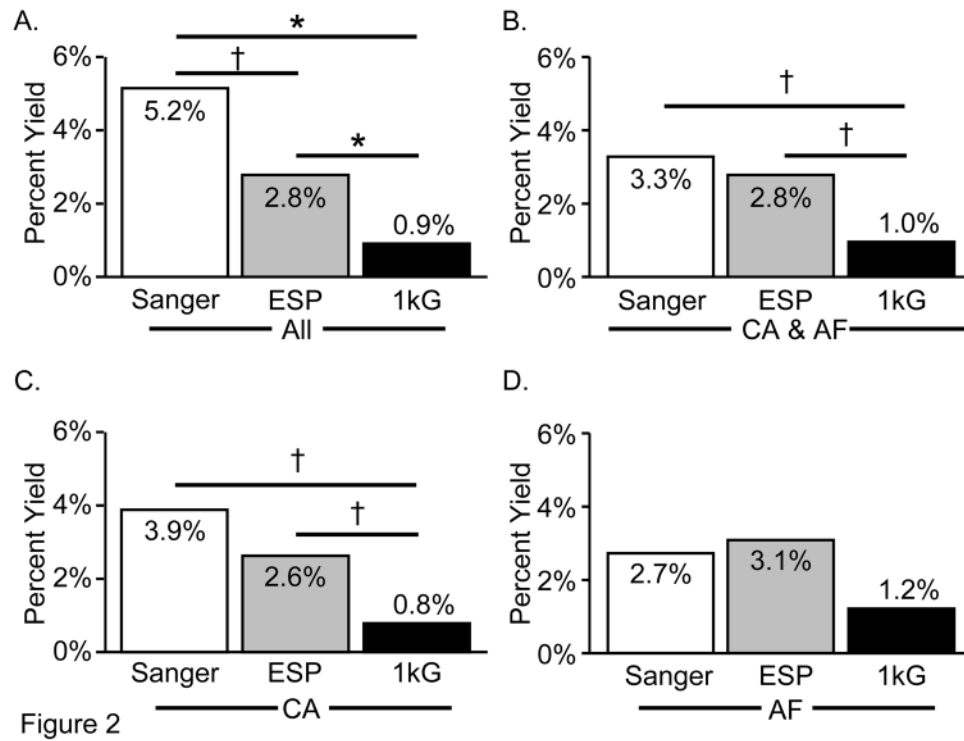 A.
Percent Yield
6%
4%
2%
0%
*
†
*
5.2%
2.8%
0.9%
Sanger ESP 1kG
All
B.
Percent Yield
6%
4%
2%
0%
†
†
3.3%
2.8%
1.0%
Sanger ESP 1kG
CA & AF
C.
Percent Yield
6%
4%
2%
0%
†
†
3.9%
2.6%
0.8%
Sanger ESP 1kG
CA
D.
Percent Yield
6%
4%
2%
0%
2.7%
3.1%
1.2%
Sanger ESP 1kG
AF
Figure 2